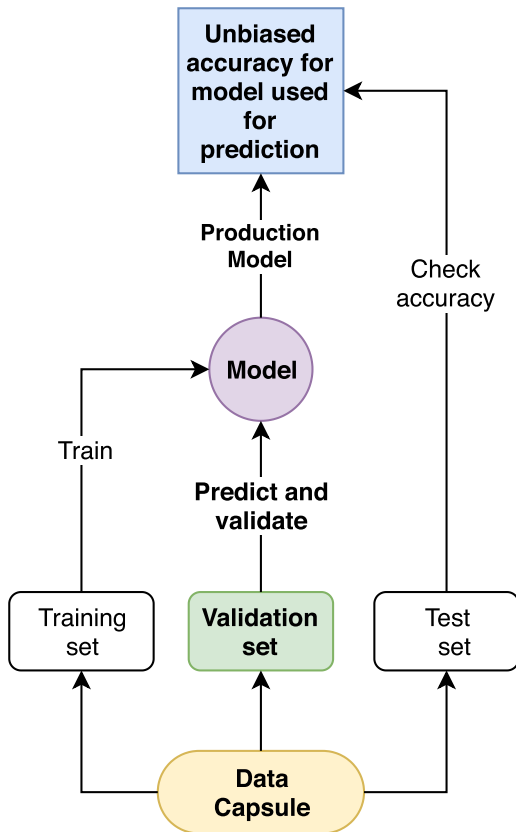 Unbiased
accuracy for
model used
for
prediction
Production
Model
Check
accuracy
Model
Train
Predict and
validate
Training
set
Validation
set
Test
set
Data
Capsule